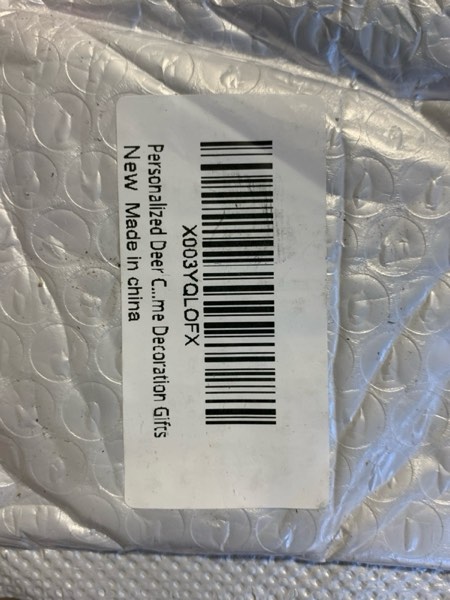 X003YQLOFX
Personalized Deer C...me Decoration Gifts
New Made in china